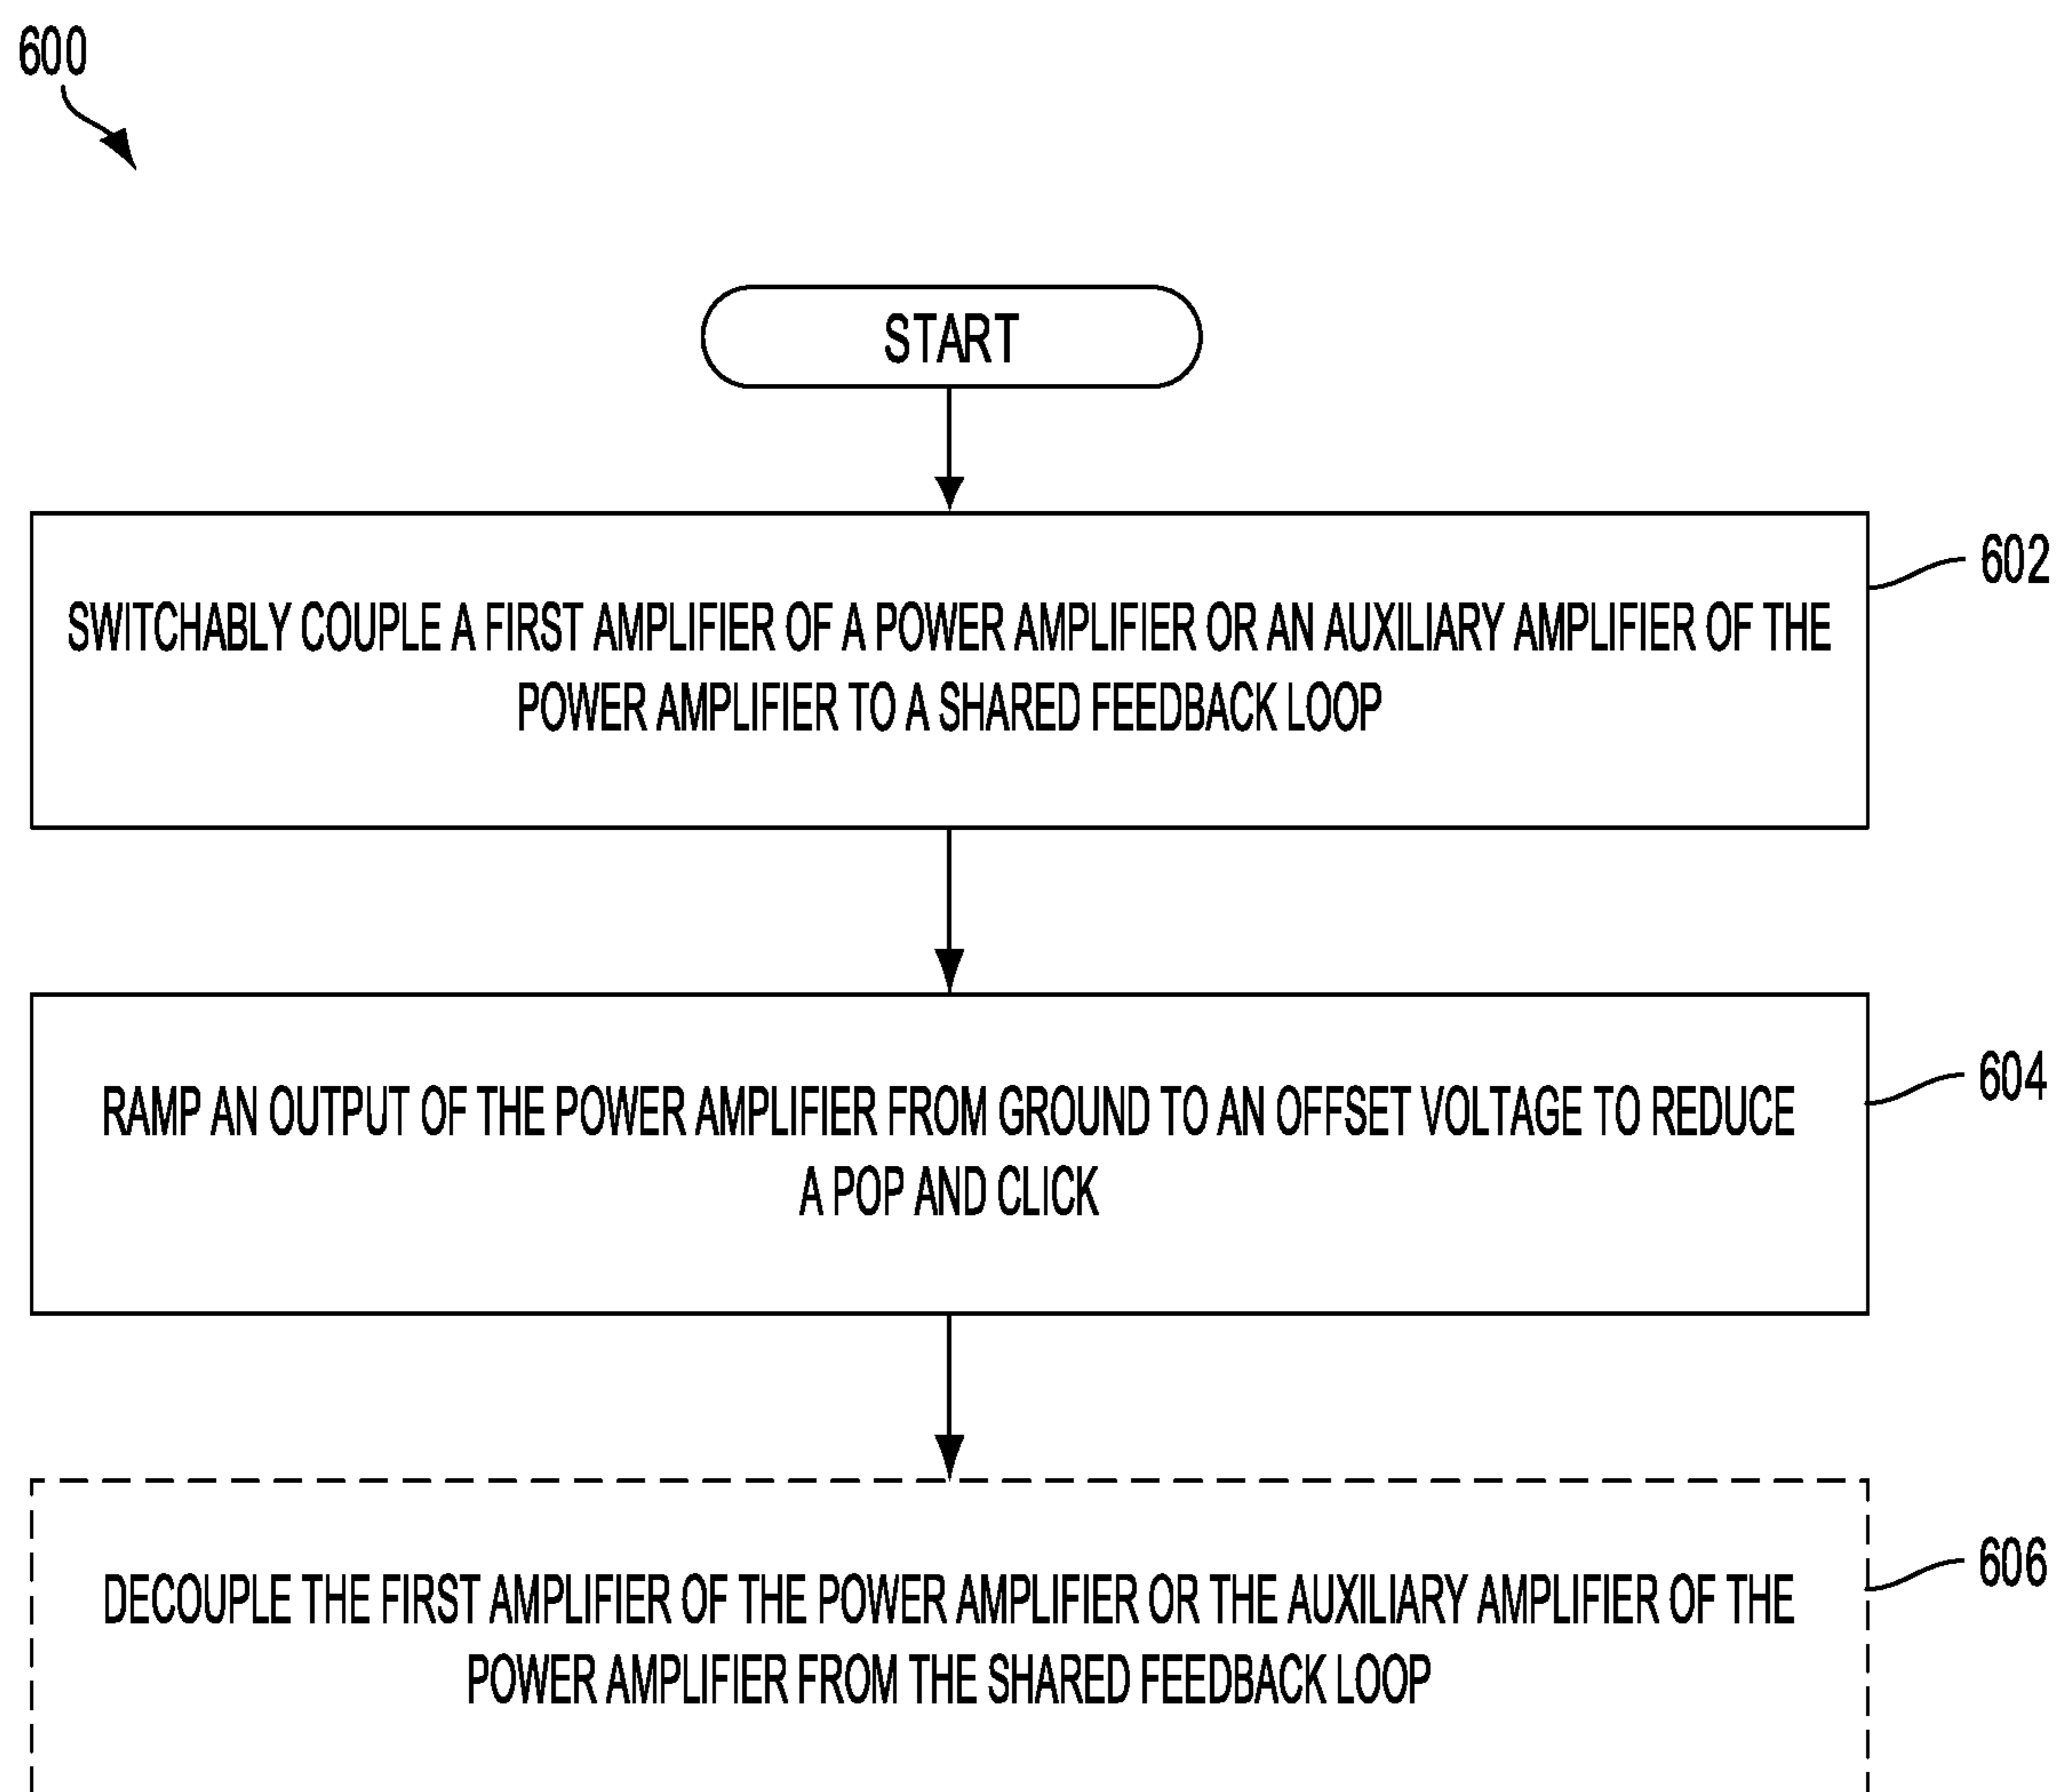 600
START
602
SWITCHABLY COUPLE A FIRST AMPLIFIER OF A POWER AMPLIFIER OR AN AUXILIARY AMPLIFIER OF THE
POWER AMPLIFIER TO A SHARED FEEDBACK LOOP
604
RAMP AN OUTPUT OF THE POWER AMPLIFIER FROM GROUND TO AN OFFSET VOLTAGE TO REDUCE
A POP AND CLICK
606
DECOUPLE THE FIRST AMPLIFIER OF THE POWER AMPLIFIER OR THE AUXILIARY AMPLIFIER OF THE
POWER AMPLIFIER FROM THE SHARED FEEDBACK LOOP